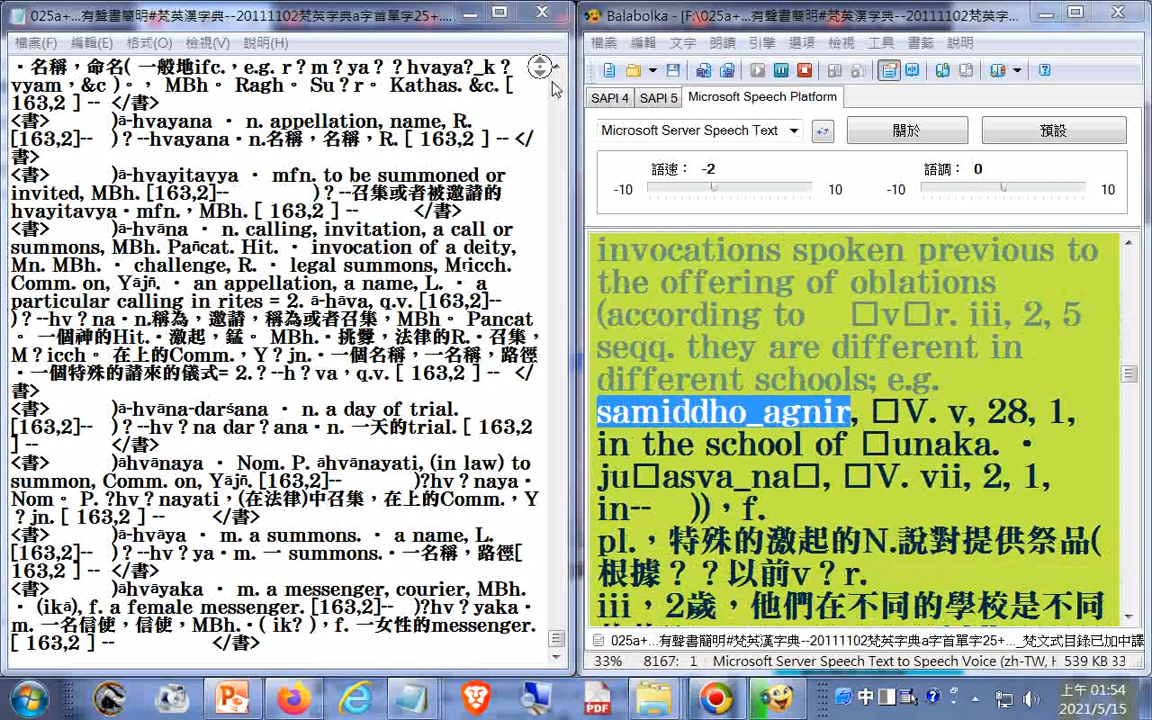 025a+...有聲書簡明#梵英漢字典--20111102梵英字典a字首單字25+...
檔案(F) 編輯(E) 格式(O) 檢視(V) 說明(H)
・名稱，命名( 一般地ifc.，e.g. r？m？ya？？hvaya?_k？
vyam，&c )。， MBh。Ragh。Su？r。Kathas. &c. [
163,2 ] -- </書>
<書> )ā-hvayana · n. appellation, name, R.
[163,2]-- )？--hvayana・n.名稱，名稱，R. [ 163,2 ] -- </
書>
<書> )ā-hvayitavya · mfn. to be summoned or
invited, MBh. [163,2]-- )？--召集或者被邀請的
hvayitavya・mfn.，MBh. [ 163,2 ] -- </書>
<書> )ā-hvāna · n. calling, invitation, a call or
summons, MBh. Pañcat. Hit. · invocation of a deity,
Mn. MBh. · challenge, R. · legal summons, Mṛicch.
Comm. on, Yājñ. · an appellation, a name, L. · a
particular calling in rites = 2. ā-hāva, q.v. [163,2]--
)？--hv？na・n.稱為，邀請，稱為或者召集，MBh。Pancat
。一個神的Hit.・激起，錳。 MBh.・挑釁，法律的R.・召集，
M？icch。 在上的Comm.，Y？jn.・一個名稱，一名稱，路徑
・一個特殊的請來的儀式= 2.？--h？va，q.v. [ 163,2 ] -- </
書>
<書> )ā-hvāna-darśana · n. a day of trial.
[163,2]-- )？--hv？na dar？ana・n. 一天的trial. [ 163,2
] -- </書>
<書> )āhvānaya · Nom. P. āhvānayati, (in law) to
summon, Comm. on, Yājñ. [163,2]-- )?hv？naya・
Nom。 P. ?hv？nayati，(在法律)中召集，在上的Comm.，Y
？jn. [ 163,2 ] -- </書>
<書> )ā-hvāya · m. a summons. · a name, L.
[163,2]-- )？--hv？ya・m. 一 summons.・一名稱，路徑[
163,2 ] -- </書>
<書> )āhvāyaka · m. a messenger, courier, MBh.
· (ikā), f. a female messenger. [163,2]-- )?hv？yaka・
m. 一名信使，信使，MBh.・( ik? )，f. 一女性的messenger.
[ 163,2 ] -- </書>
Balabolka - [F:\025a+...有聲書簡明#梵英漢字典--20111102梵英字...
檔案 編輯 文字 朗讀 引擎 選項 檢視 工具 書籤 說明
SAPI 4 SAPI 5 Microsoft Speech Platform
Microsoft Server Speech Text 關於 預設
語速： -2 語調： 0
-10 10 -10 10
invocations spoken previous to
the offering of oblations
(according to □v□r. iii, 2, 5
seqq. they are different in
different schools; e.g.
samiddho_agnir, □V. v, 28, 1,
in the school of □unaka. ·
ju□asva_na□, □V. vii, 2, 1,
in-- ))，f.
pl.，特殊的激起的N.說對提供祭品(
根據？？以前v？r.
iii，2歲，他們在不同的學校是不同
025a+...有聲書簡明#梵英漢字典--20111102梵英字典a字首單字25+..._梵文式目錄已加中譯
33% 8167: 1 Microsoft Server Speech Text to Speech Voice (zh-TW, H 539 KB 33
中
上午 01:54
2021/5/15